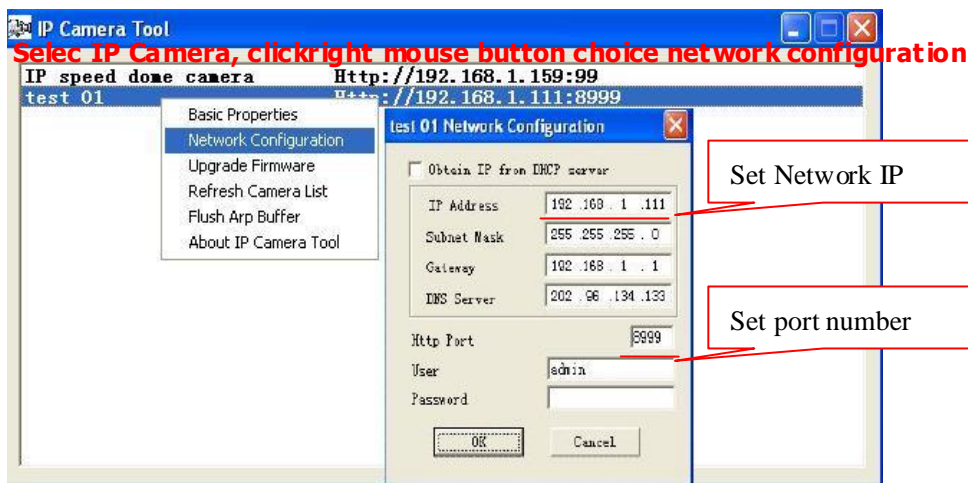 IP Camera Tool
Selec IP Camera, clickright mouse button choice network configuration
IP speed dome camera Http://192.168.1.159:99
test 01 Http://192.168.1.111:8999
Basic Properties
Network Configuration
Upgrade Firmware
Refresh Camera List
Flush Arp Buffer
About IP Camera Tool
test 01 Network Configuration
Obtain IP from DHCP server
IP Address 192 .168 . 1 .111
Subnet Mask 255 .255 .255 . 0
Gateway 192 .168 . 1 . 1
DNS Server 202 . 96 .134 .133
Http Port 8999
User admin
Password
OK Cancel
Set Network IP
Set port number